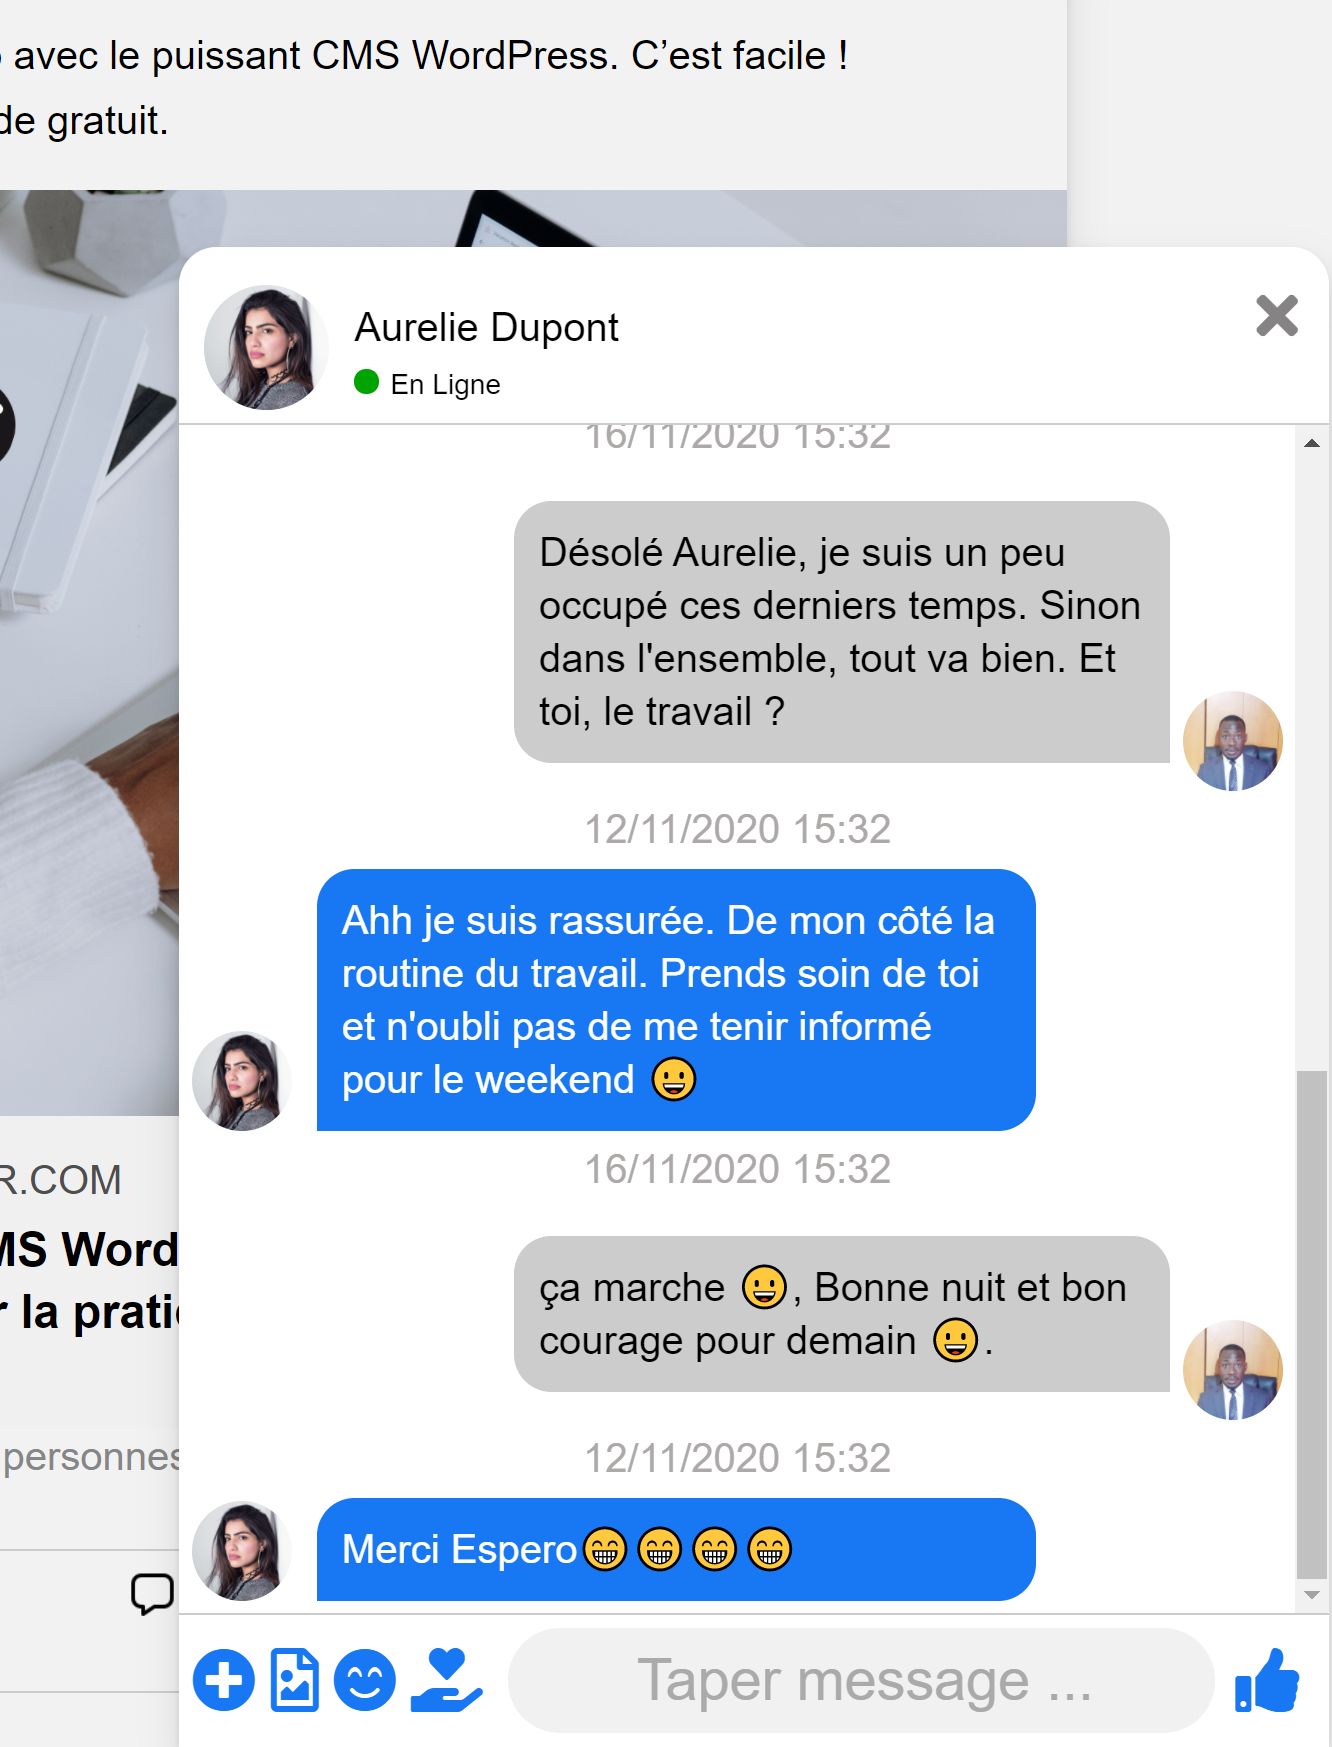 avec le puissant CMS WordPress. C’est facile !
de gratuit.
Aurelie Dupont
En Ligne
16/11/2020 15:32
Désolé Aurelie, je suis un peu
occupé ces derniers temps. Sinon
dans l'ensemble, tout va bien. Et
toi, le travail ?
12/11/2020 15:32
Ahh je suis rassurée. De mon côté la
routine du travail. Prends soin de toi
et n'oubli pas de me tenir informé
pour le weekend 😀
16/11/2020 15:32
R.COM
MS Word
r la prati
ça marche 😀, Bonne nuit et bon
courage pour demain 😀.
personnes
12/11/2020 15:32
Merci Espero😁😁😁😁
Taper message ...